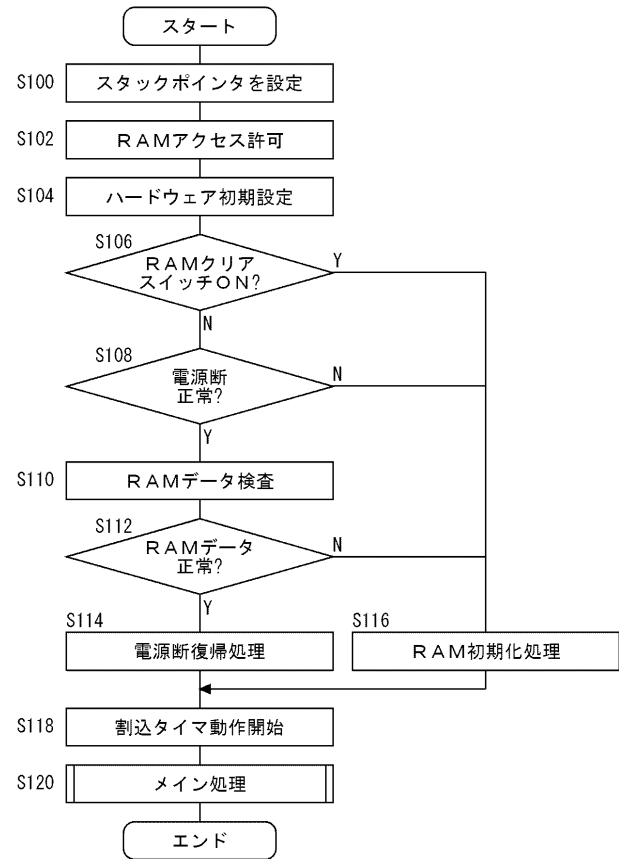 スタート
S100
スタックポインタを設定
S102
RAMアクセス許可
S104
ハードウェア初期設定
S106
RAMクリア
スイッチON?
Y
N
S108
電源断
正常?
N
Y
S110
RAMデータ検査
S112
RAMデータ
正常?
N
Y
S114
電源断復帰処理
S116
RAM初期化処理
S118
割込タイマ動作開始
S120
メイン処理
エンド